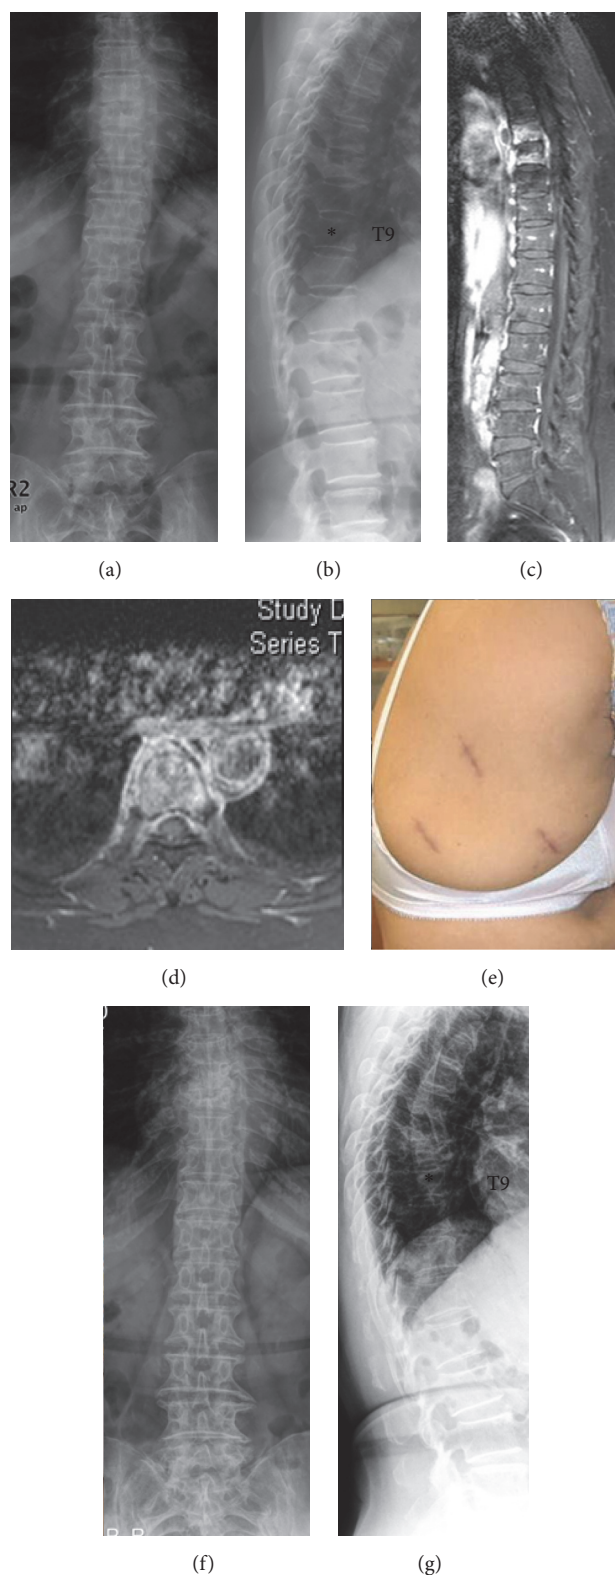 R2
ap
*
T9
(a)
(b)
(c)
Study D
Series T
(d)
(e)
*
T9
(f)
(g)